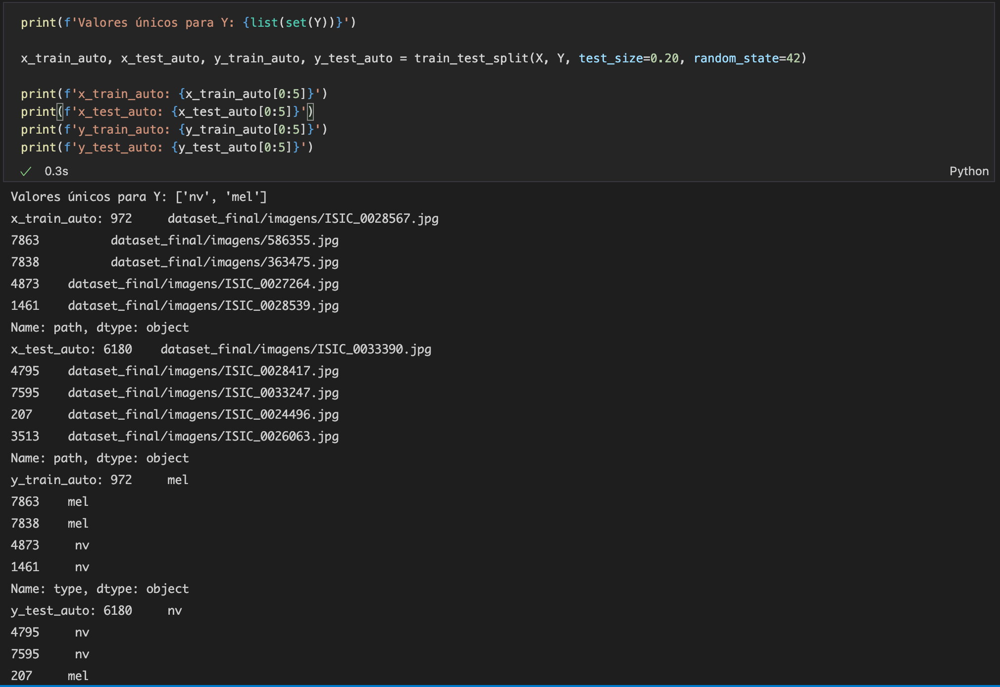 print(f'Valores únicos para Y: {list(set(Y))}')
x_train_auto, x_test_auto, y_train_auto, y_test_auto = train_test_split(X, Y, test_size=0.20, random_state=42)
print(f'x_train_auto: {x_train_auto[0:5]}')
print(f'x_test_auto: {x_test_auto[0:5]}')
print(f'y_train_auto: {y_train_auto[0:5]}')
print(f'y_test_auto: {y_test_auto[0:5]}')
✓ 0.3s
Python
Valores únicos para Y: ['nv', 'mel']
x_train_auto: 972     dataset_final/imagens/ISIC_0028567.jpg
7863          dataset_final/imagens/586355.jpg
7838          dataset_final/imagens/363475.jpg
4873    dataset_final/imagens/ISIC_0027264.jpg
1461    dataset_final/imagens/ISIC_0028539.jpg
Name: path, dtype: object
x_test_auto: 6180    dataset_final/imagens/ISIC_0033390.jpg
4795    dataset_final/imagens/ISIC_0028417.jpg
7595    dataset_final/imagens/ISIC_0033247.jpg
207     dataset_final/imagens/ISIC_0024496.jpg
3513    dataset_final/imagens/ISIC_0026063.jpg
Name: path, dtype: object
y_train_auto: 972     mel
7863    mel
7838    mel
4873     nv
1461     nv
Name: type, dtype: object
y_test_auto: 6180     nv
4795     nv
7595     nv
207     mel